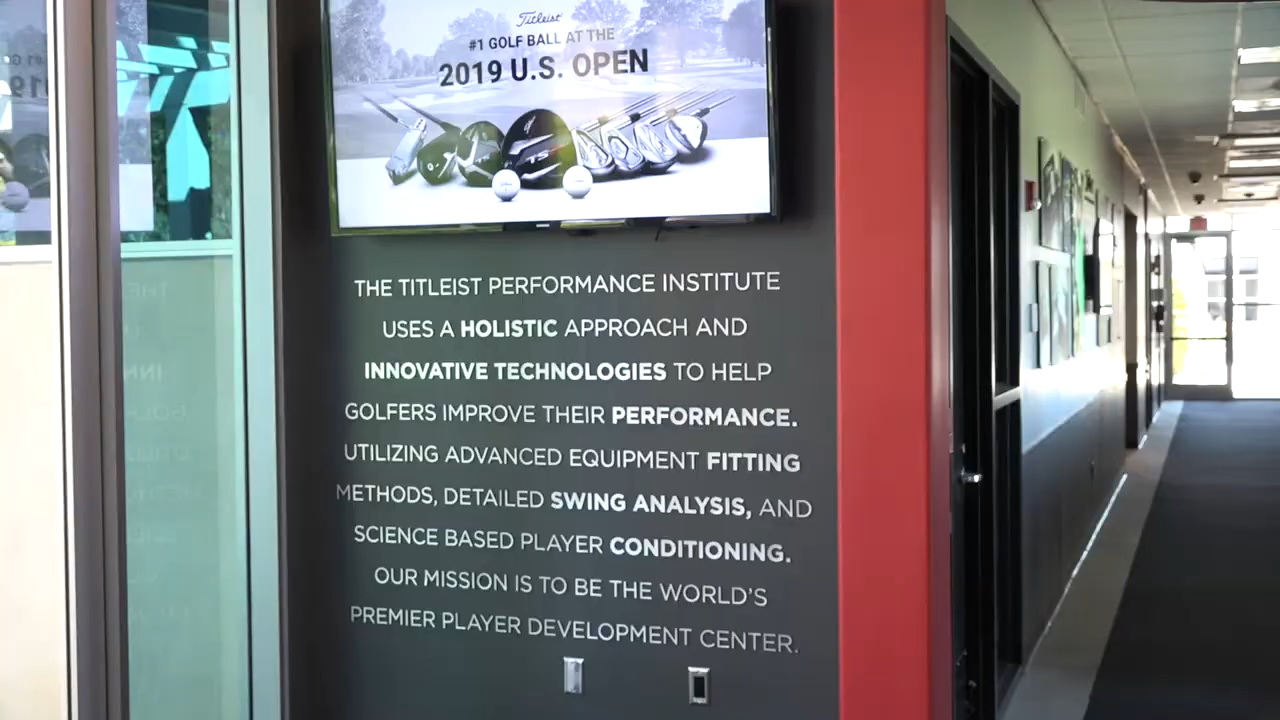 Titleist
#1 GOLF BALL AT THE
2019 U.S. OPEN
THE TITLEIST PERFORMANCE INSTITUTE
USES A HOLISTIC APPROACH AND
INNOVATIVE TECHNOLOGIES TO HELP
GOLFERS IMPROVE THEIR PERFORMANCE.
UTILIZING ADVANCED EQUIPMENT FITTING
METHODS, DETAILED SWING ANALYSIS, AND
SCIENCE BASED PLAYER CONDITIONING.
OUR MISSION IS TO BE THE WORLD'S
PREMIER PLAYER DEVELOPMENT CENTER.